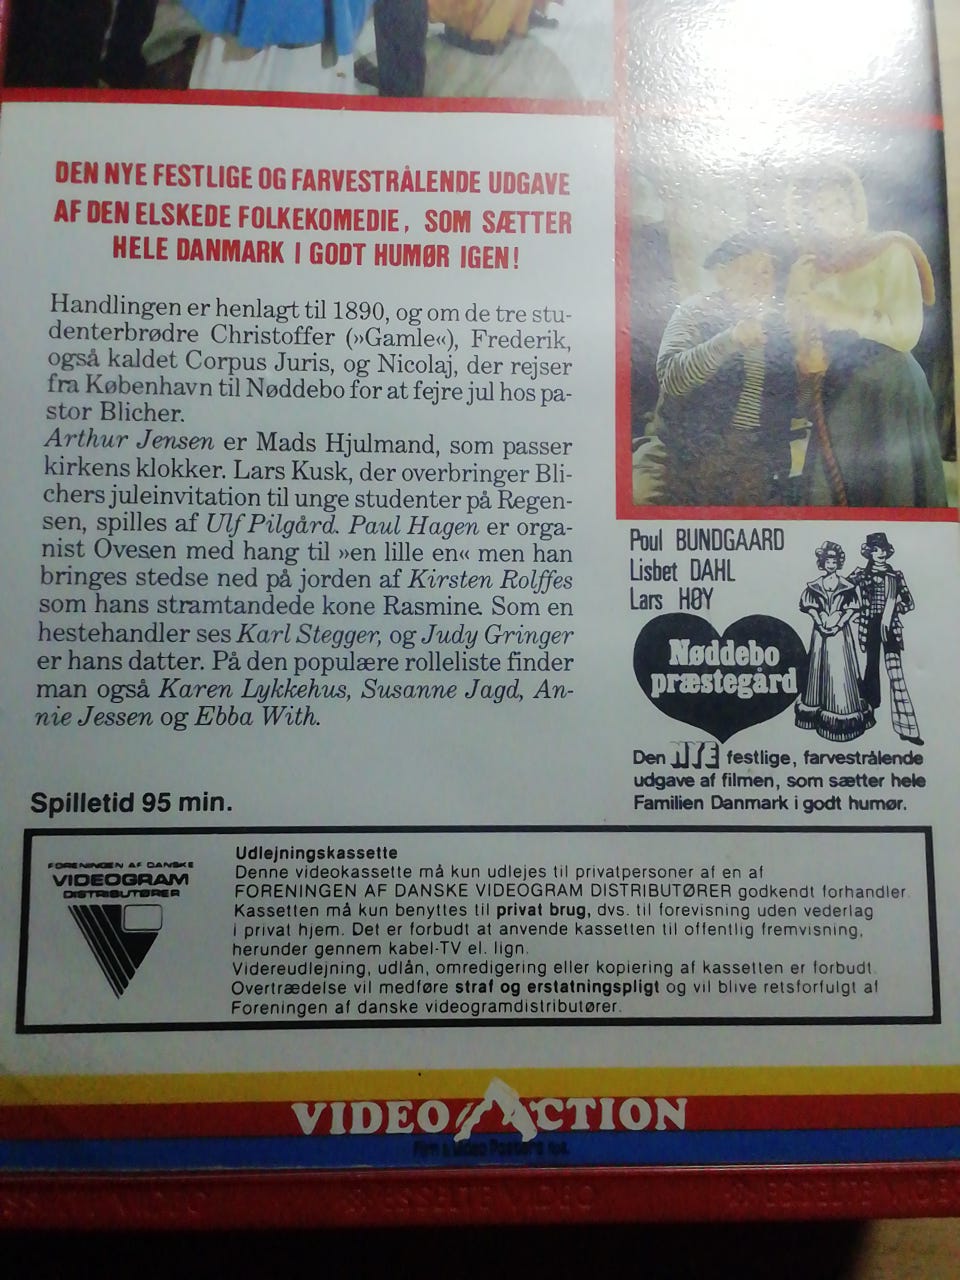 DEN NYE FESTLIGE OG FARVESTRÅLENDE UDGAVE
AF DEN ELSKEDE FOLKEKOMEDIE, SOM SÆTTER
HELE DANMARK I GODT HUMØR IGEN!
Handlingen er henlagt til 1890, og om de tre stu-
denterbrødre Christoffer (»Gamle«), Frederik,
også kaldet Corpus Juris, og Nicolaj, der rejser
fra København til Nøddebo for at fejre jul hos pa-
stor Blicher.
Arthur Jensen er Mads Hjulmand, som passer
kirkens klokker. Lars Kusk, der overbringer Bli-
chers juleinvitation til unge studenter på Regen-
sen, spilles af Ulf Pilgård. Paul Hagen er orga-
nist Ovesen med hang til »en lille en« men han
bringes stedse ned på jorden af Kirsten Rolffes
som hans stramtandede kone Rasmine. Som en
hestehandler ses Karl Stegger, og Judy Gringer
er hans datter. På den populære rolleliste finder
man også Karen Lykkehus, Susanne Jagd, An-
nie Jessen og Ebba With.
Spilletid 95 min.
Poul BUNDGAARD
Lisbet DAHL
Lars HØY
Nøddebo
præstegård
Den NYE festlige, farvestrålende
udgave af filmen, som sætter hele
Familien Danmark i godt humør.
FORENINGEN AF DANSKE
VIDEOGRAM
DISTRIBUTØRER
Udlejningskassette
Denne videokassette må kun udlejes til privatpersoner af en af
FORENINGEN AF DANSKE VIDEOGRAM DISTRIBUTØRER godkendt forhandler.
Kassetten må kun benyttes til privat brug, dvs. til forevisning uden vederlag
i privat hjem. Det er forbudt at anvende kassetten til offentlig fremvisning,
herunder gennem kabel-TV el. lign.
Videreudlejning, udlån, omredigering eller kopiering af kassetten er forbudt.
Overtrædelse vil medføre straf og erstatningspligt og vil blive retsforfulgt af
Foreningen af danske videogramdistributører.
VIDEO ACTION
Film & Video
ESSELTE VIDEO
ESSELTE VIDEO